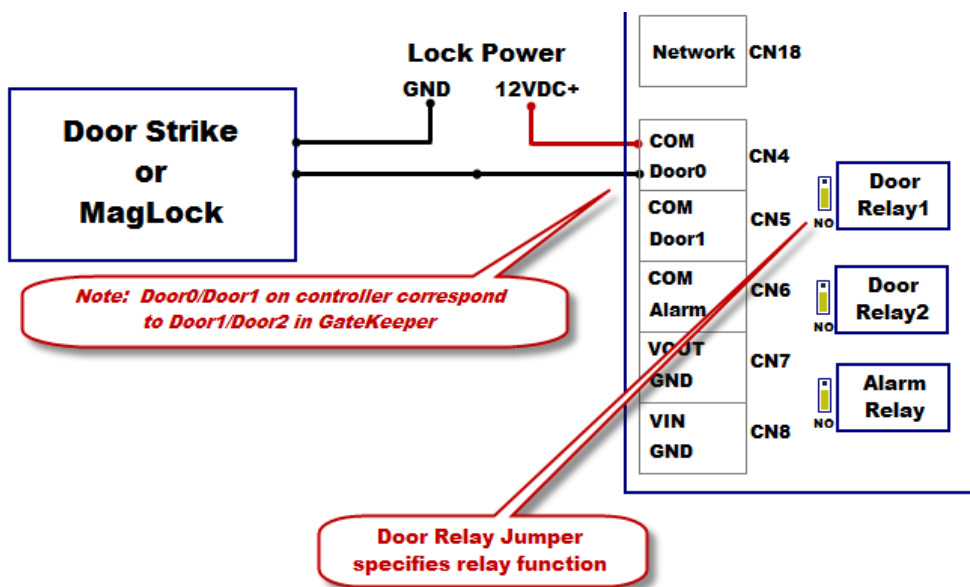 Lock Power
GND
12VDC+
Door Strike
or
MagLock
Note: Door0/Door1 on controller correspond
to Door1/Door2 in GateKeeper
Network
CN18
COM
Door0
CN4
COM
Door1
CN5
COM
Alarm
CN6
VOUT
GND
CN7
VIN
GND
CN8
Door
Relay1
NO
Door
Relay2
NO
Alarm
Relay
NO
Door Relay Jumper
specifies relay function